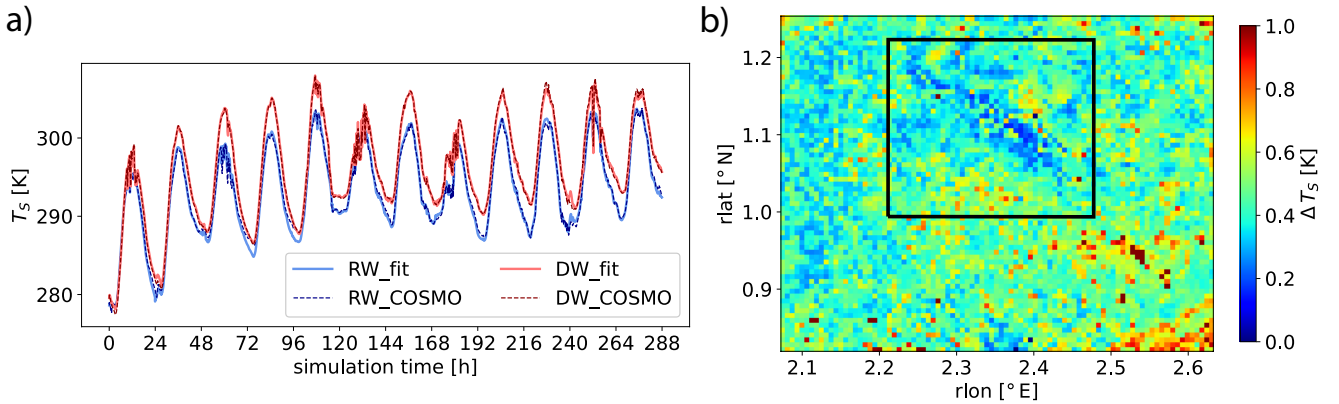 a)
T_S [K]
300
290
280
RW_fit
RW_COSMO
DW_fit
DW_COSMO
0 24 48 72 96 120 144 168 192 216 240 264 288
simulation time [h]
b)
rlat [°N]
1.2
1.1
1.0
0.9
2.1 2.2 2.3 2.4 2.5 2.6
rlon [°E]
1.0
0.8
0.6
0.4
0.2
0.0
Δ T_S [K]